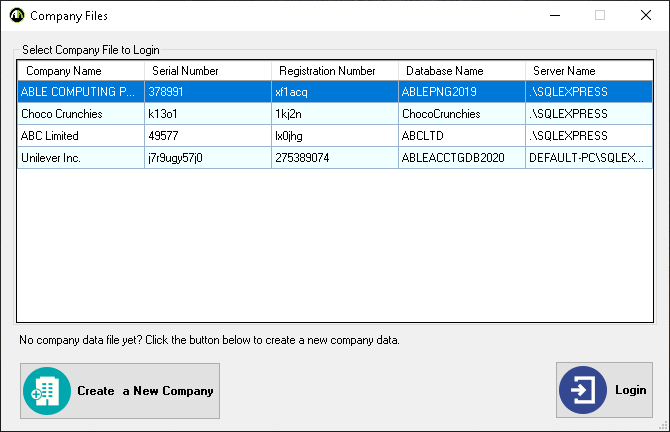 Company Files
Select Company File to Login
Company Name Serial Number Registration Number Database Name Server Name
ABLE COMPUTING P... 378991 xf1acq ABLEPNG2019 .\SQLEXPRESS
Choco Crunchies k13o1 1kj2n ChocoCrunchies .\SQLEXPRESS
ABC Limited 49577 lx0jhg ABCLTD .\SQLEXPRESS
Unilever Inc. j7r9ugy57j0 275389074 ABLEACCTGDB2020 DEFAULT-PC\SQLEX...
No company data file yet? Click the button below to create a new company data.
Create a New Company Login